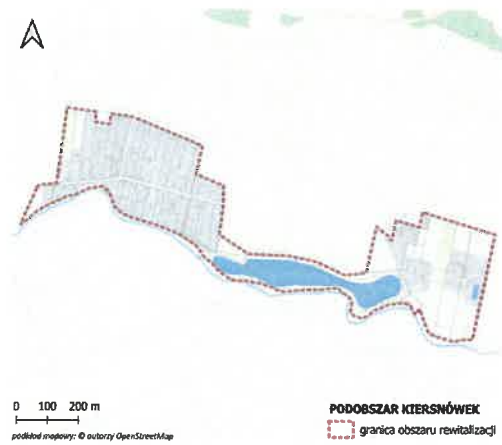 0 100 200 m
podkład mapowy: © autorzy OpenStreetMap
PODOBSZAR KIERSNÓWEK
granica obszaru rewitalizacji